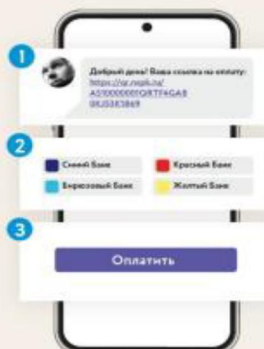 1
Добрый день! Ваша ссылка на оплату:
https://qr.nspk.ru/
2
Синий Банк
Красный Банк
Бирюзовый Банк
Желтый Банк
3
Оплатить